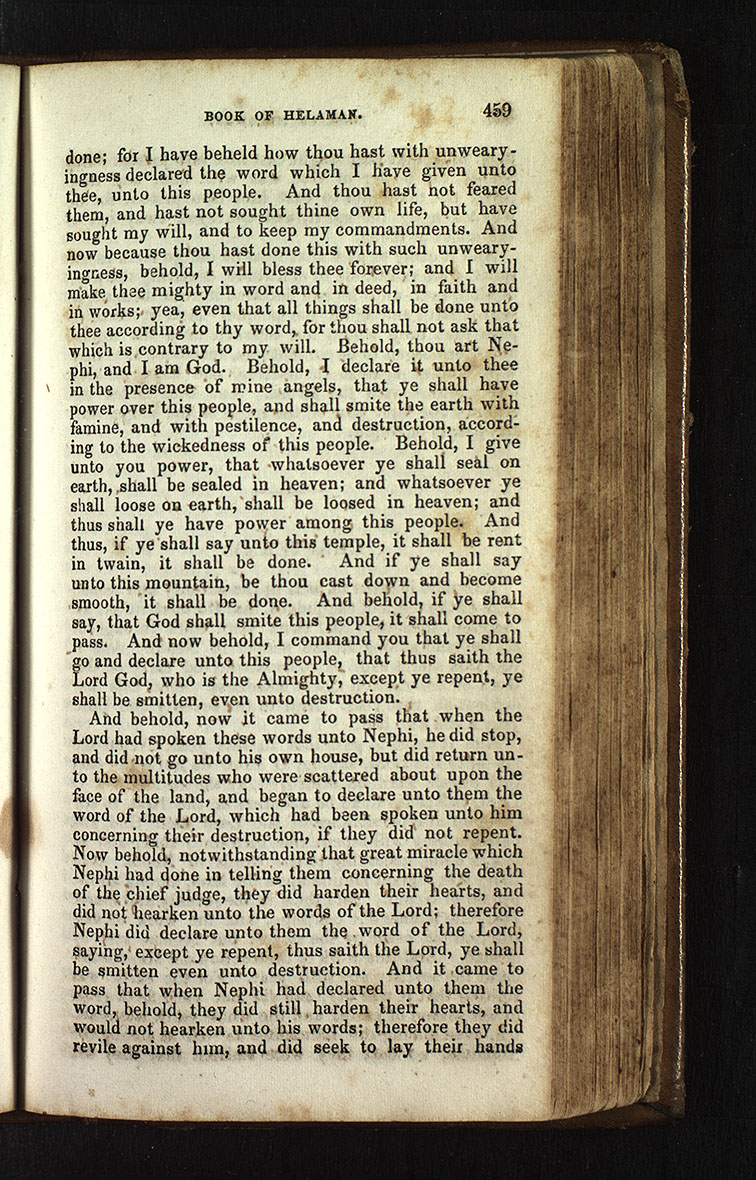 BOOK OF HELAMAN. 459
done; for I have beheld how thou hast with unweary-
ingness declared the word which I have given unto
thee, unto this people. And thou hast not feared
them, and hast not sought thine own life, but have
sought my will, and to keep my commandments. And
now because thou hast done this with such unweary-
ingness, behold, I will bless thee forever; and I will
make thee mighty in word and in deed, in faith and
in works; yea, even that all things shall be done unto
thee according to thy word, for thou shall not ask that
which is contrary to my will. Behold, thou art Ne-
phi, and I am God. Behold, I declare it unto thee
in the presence of mine angels, that ye shall have
power over this people, and shall smite the earth with
famine, and with pestilence, and destruction, accord-
ing to the wickedness of this people. Behold, I give
unto you power, that whatsoever ye shall seal on
earth, shall be sealed in heaven; and whatsoever ye
shall loose on earth, shall be loosed in heaven; and
thus shall ye have power among this people. And
thus, if ye shall say unto this temple, it shall be rent
in twain, it shall be done. And if ye shall say
unto this mountain, be thou cast down and become
smooth, it shall be done. And behold, if ye shall
say, that God shall smite this people, it shall come to
pass. And now behold, I command you that ye shall
go and declare unto this people, that thus saith the
Lord God, who is the Almighty, except ye repent, ye
shall be smitten, even unto destruction.
And behold, now it came to pass that when the
Lord had spoken these words unto Nephi, he did stop,
and did not go unto his own house, but did return un-
to the multitudes who were scattered about upon the
face of the land, and began to declare unto them the
word of the Lord, which had been spoken unto him
concerning their destruction, if they did not repent.
Now behold, notwithstanding that great miracle which
Nephi had done in telling them concerning the death
of the chief judge, they did harden their hearts, and
did not hearken unto the words of the Lord; therefore
Nephi did declare unto them the word of the Lord,
saying, except ye repent, thus saith the Lord, ye shall
be smitten even unto destruction. And it came to
pass that when Nephi had declared unto them the
word, behold, they did still harden their hearts, and
would not hearken unto his words; therefore they did
revile against him, and did seek to lay their hands